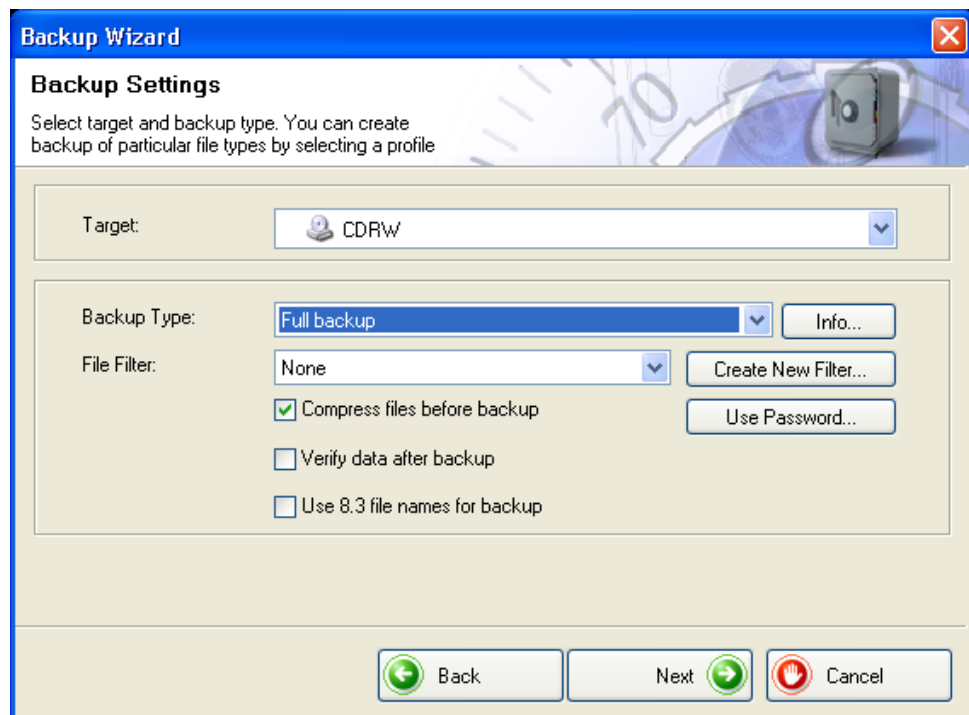 Backup Wizard
Backup Settings
Select target and backup type. You can create
backup of particular file types by selecting a profile
70
Target:
CDRW
Backup Type:
Full backup
Info...
File Filter:
None
Create New Filter...
Compress files before backup
Use Password...
Verify data after backup
Use 8.3 file names for backup
Back
Next
Cancel